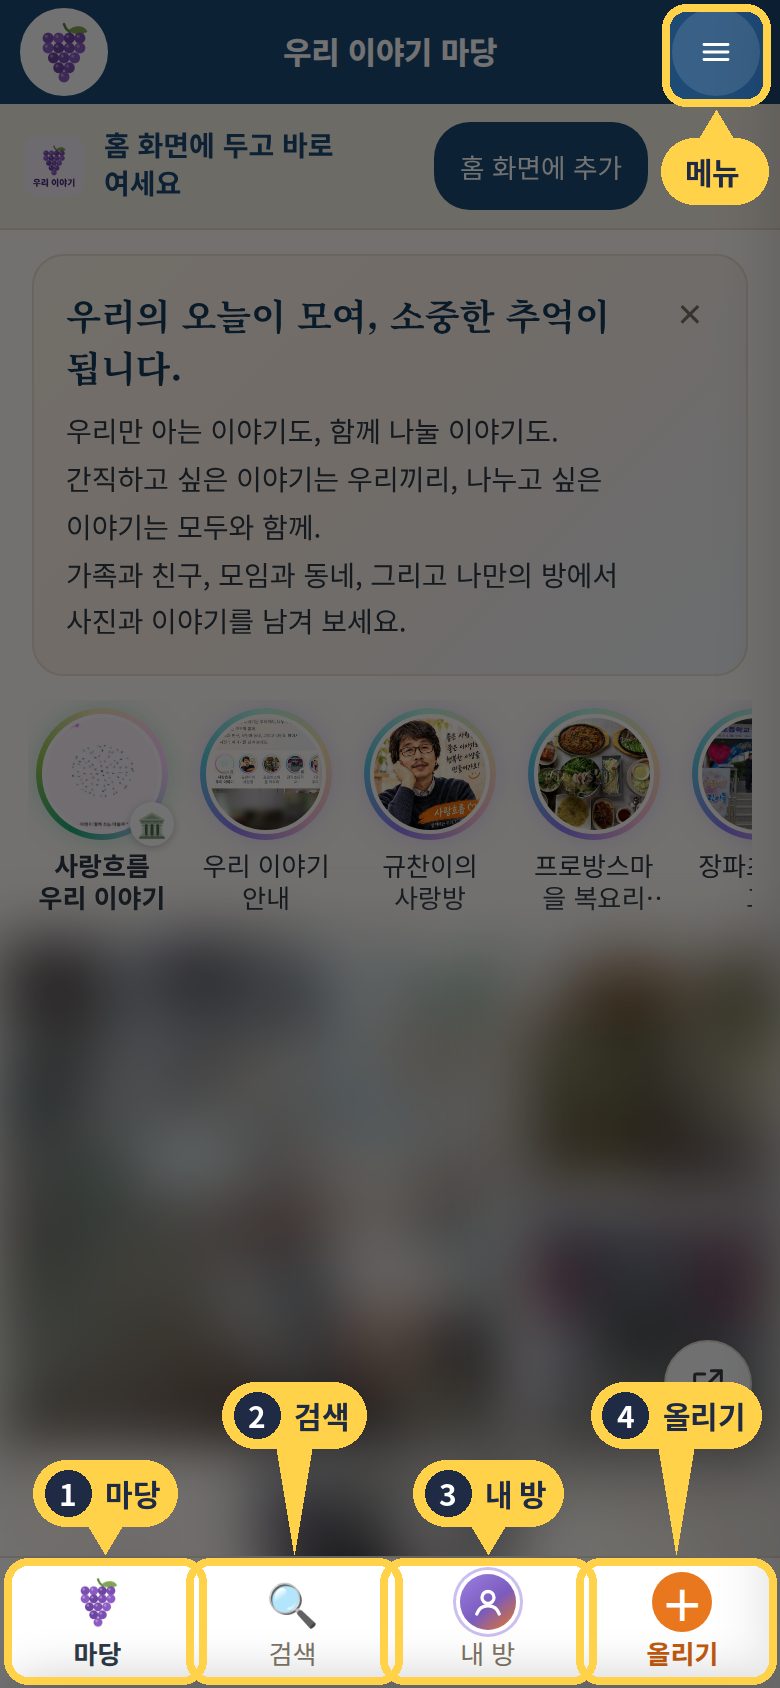 우리 이야기 마당
메뉴
우리 이야기
홈 화면에 두고 바로
여세요
홈 화면에 추가
우리의 오늘이 모여, 소중한 추억이
됩니다.
우리만 아는 이야기도, 함께 나눌 이야기도.
간직하고 싶은 이야기는 우리끼리, 나누고 싶은
이야기는 모두와 함께.
가족과 친구, 모임과 동네, 그리고 나만의 방에서
사진과 이야기를 남겨 보세요.
사랑흐름
우리 이야기
우리 이야기
안내
규찬이의
사랑방
프로방스마
을 복요리··
2 검색
4 올리기
1 마당
3 내 방
마당
검색
내 방
올리기